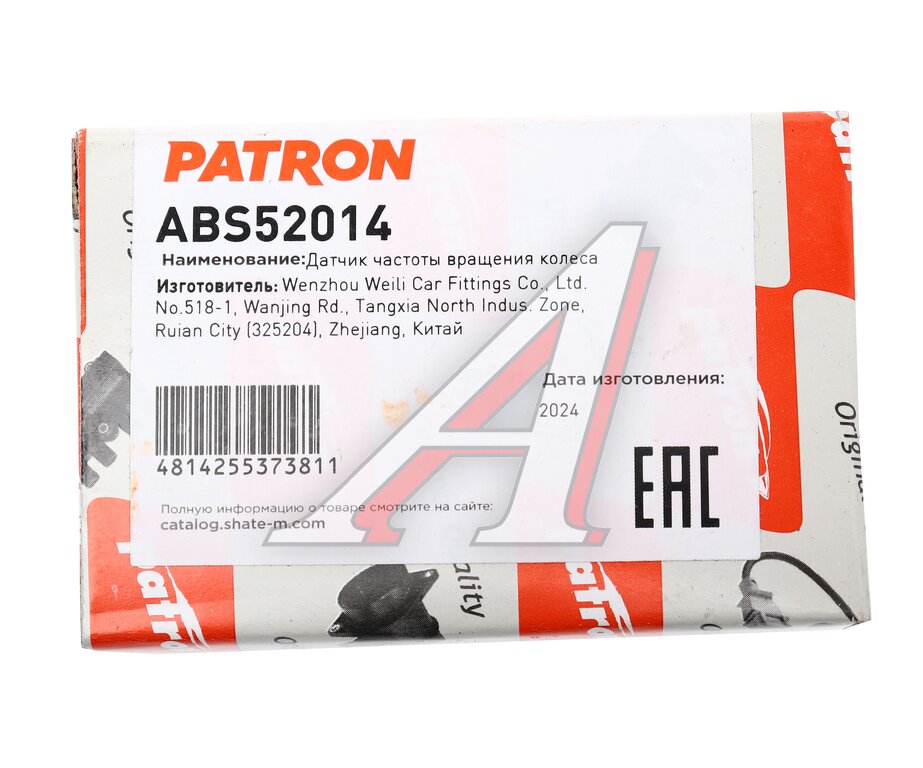 PATRON
ABS52014
Наименование:Датчик частоты вращения колеса
Изготовитель: Wenzhou Weili Car Fittings Co., Ltd.
No.518-1, Wanjing Rd., Tangxia North Indus. Zone,
Ruian City (325204), Zhejiang, Китай
Дата изготовления:
2024
4814255373811
EAC
Полную информацию о товаре смотрите на сайте:
catalog.shate-m.com